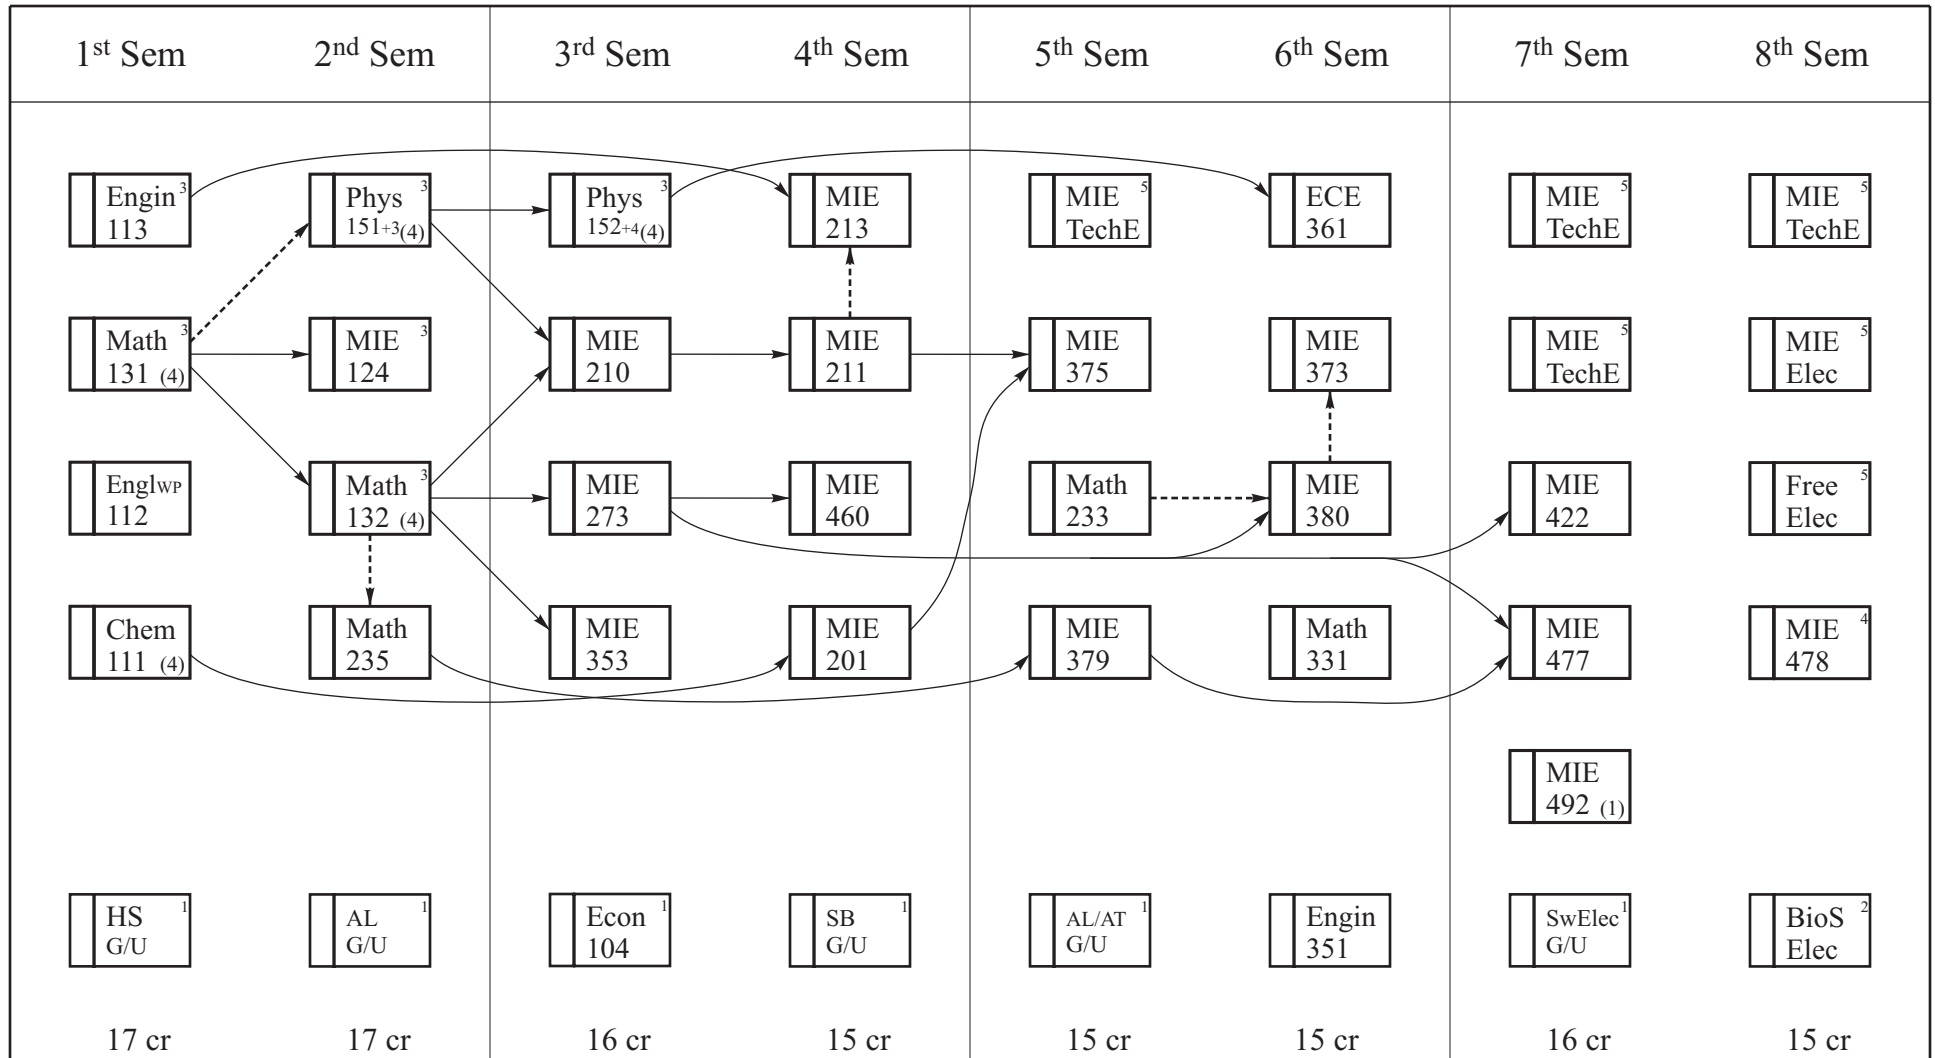 1st Sem 2nd Sem 3rd Sem 4th Sem 5th Sem 6th Sem 7th Sem 8th Sem
Engin 3
113
Phys 3
151+3(4)
Phys 3
152+4(4)
MIE
213
MIE 5
TechE
ECE
361
MIE 5
TechE
MIE 5
TechE
Math 3
131 (4)
MIE 3
124
MIE
210
MIE
211
MIE
375
MIE
373
MIE 5
TechE
MIE 5
Elec
EnglWP
112
Math 3
132 (4)
MIE
273
MIE
460
Math
233
MIE
380
MIE
422
Free 5
Elec
Chem
111 (4)
Math
235
MIE
353
MIE
201
MIE
379
Math
331
MIE
477
MIE 4
478
MIE
492 (1)
HS 1
G/U
AL 1
G/U
Econ 1
104
SB 1
G/U
AL/AT 1
G/U
Engin
351
SwElec 1
G/U
BioS 2
Elec
17 cr 17 cr 16 cr 15 cr 15 cr 15 cr 16 cr 15 cr